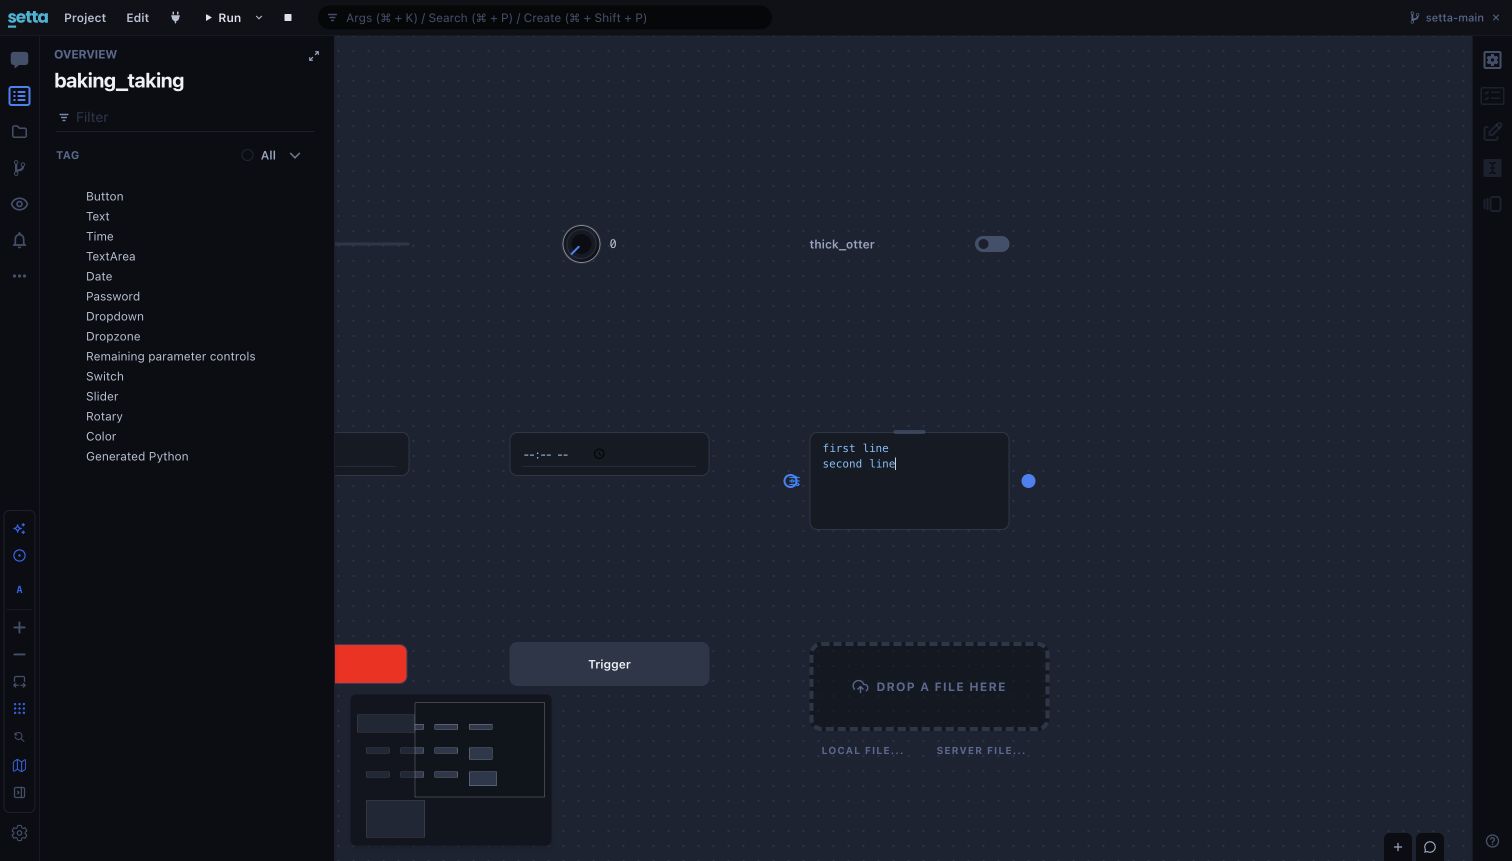 setta Project Edit Run Args (⌘ + K) / Search (⌘ + P) / Create (⌘ + Shift + P) setta-main
OVERVIEW
baking_taking
Filter
TAG All
Button
Text
Time
TextArea
Date
Password
Dropdown
Dropzone
Remaining parameter controls
Switch
Slider
Rotary
Color
Generated Python
A
0
thick_otter
--:-- --
first line
second line
Trigger
DROP A FILE HERE
LOCAL FILE... SERVER FILE...